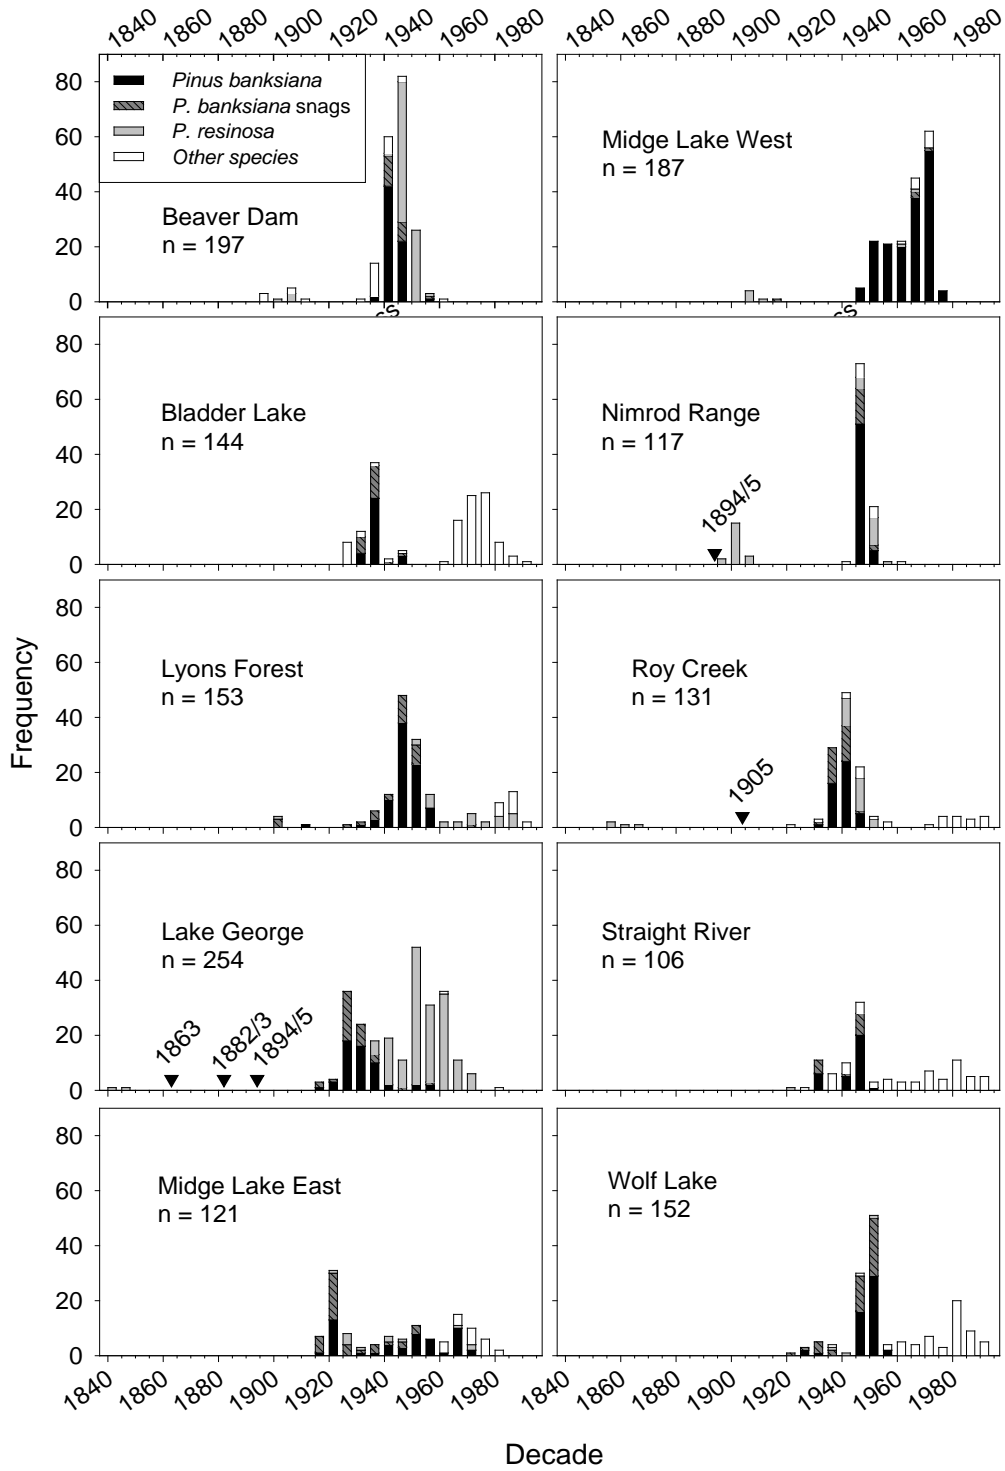 1840 1860 1880 1900 1920 1940 1960 1980 1840 1860 1880 1900 1920 1940 1960 1980
80
60
40
20
0
Pinus banksiana
P. banksiana snags
P. resinosa
Other species
Beaver Dam
n = 197
Midge Lake West
n = 187
80
60
40
20
0
Bladder Lake
n = 144
Nimrod Range
n = 117
1894/5
80
60
40
20
0
Lyons Forest
n = 153
Roy Creek
n = 131
1905
Frequency
80
60
40
20
0
Lake George
n = 254
1863
1882/3
1894/5
Straight River
n = 106
80
60
40
20
0
Midge Lake East
n = 121
Wolf Lake
n = 152
1840 1860 1880 1900 1920 1940 1960 1980 1840 1860 1880 1900 1920 1940 1960 1980
Decade